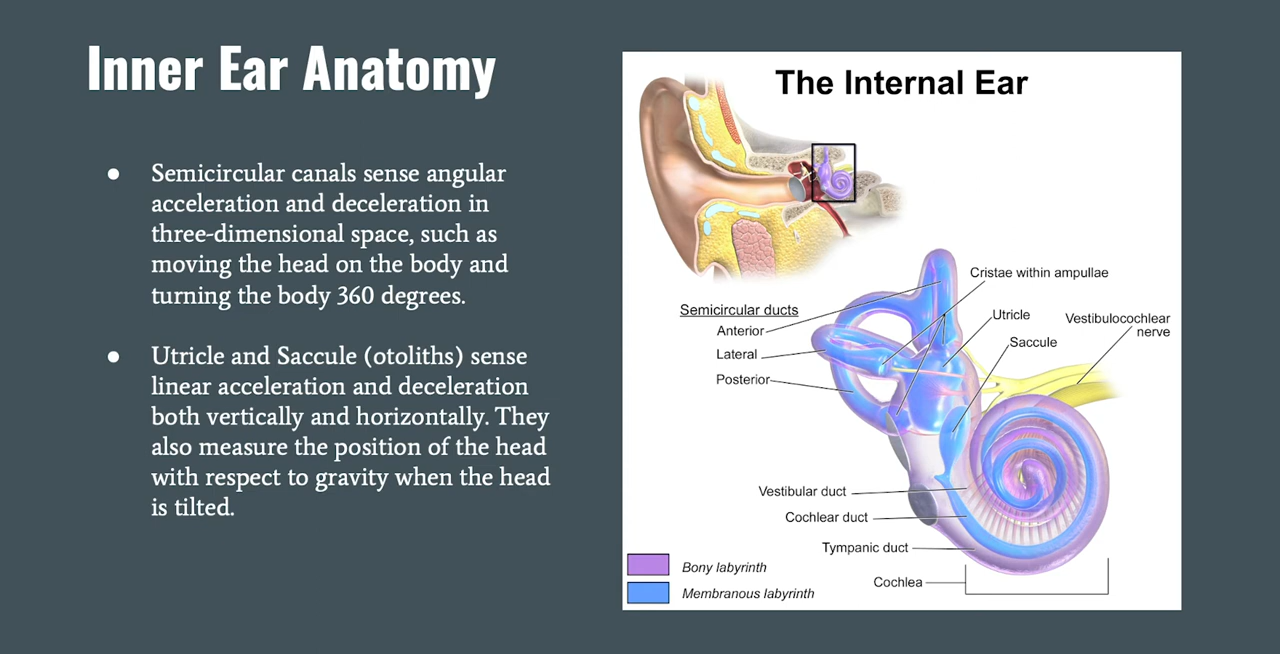 Inner Ear Anatomy
● Semicircular canals sense angular
acceleration and deceleration in
three-dimensional space, such as
moving the head on the body and
turning the body 360 degrees.
● Utricle and Saccule (otoliths) sense
linear acceleration and deceleration
both vertically and horizontally. They
also measure the position of the head
with respect to gravity when the head
is tilted.
The Internal Ear
Cristae within ampullae
Semicircular ducts
Anterior
Lateral
Posterior
Utricle
Vestibulocochlear
nerve
Saccule
Vestibular duct
Cochlear duct
Tympanic duct
Cochlea
Bony labyrinth
Membranous labyrinth